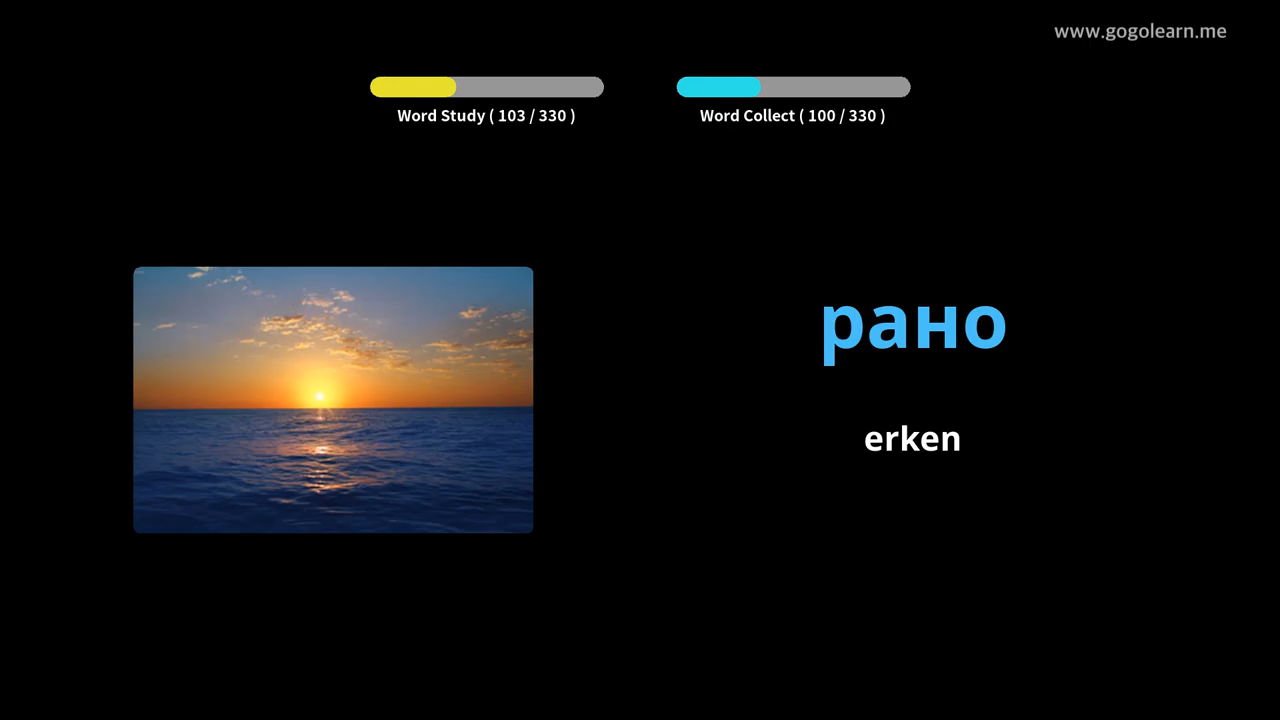 www.gogolearn.me
Word Study ( 103 / 330 )
Word Collect ( 100 / 330 )
рано
erken